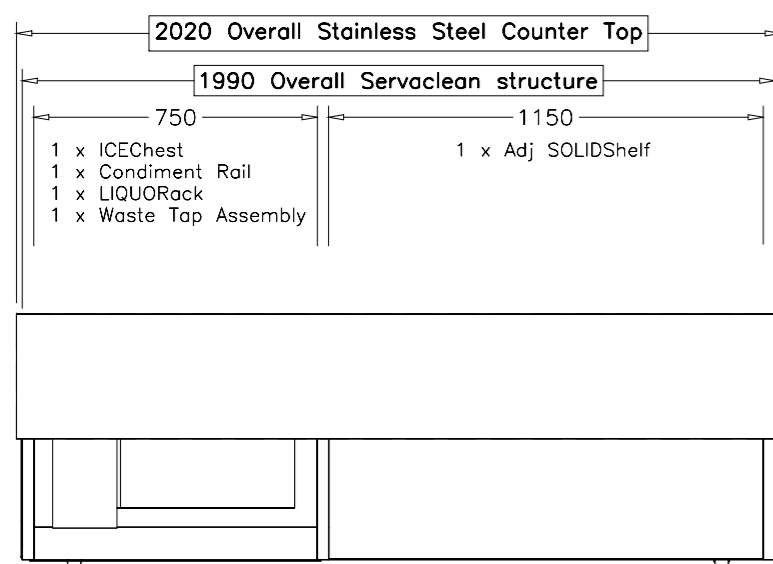 2020 Overall Stainless Steel Counter Top
1990 Overall Servaclean structure
750
1150
1 x ICEChest
1 x Condiment Rail
1 x LIQUORack
1 x Waste Tap Assembly
1 x Adj SOLIDShelf